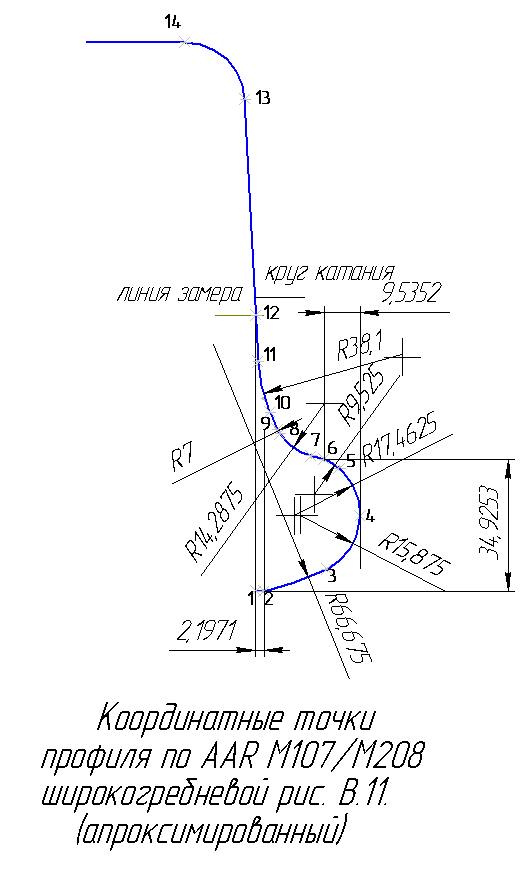 14
13
круг катания
линия замера
9,5352
12
R38,1
11
R9,525
10
9
8
7
6
5
R17,4625
R7
R14,2875
4
34,9253
R15,875
3
1
2
R66,675
2,1971
Координатные точки
профиля по AAR M107/M208
широкогребневой рис. B.11.
(апроксимированный)